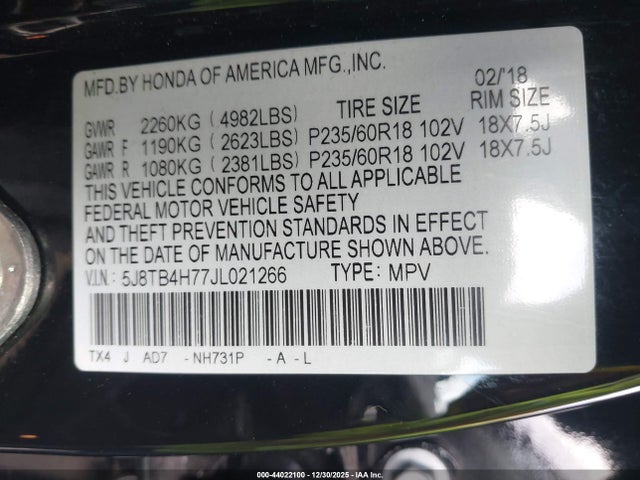 MFD.BY HONDA OF AMERICA MFG.,INC. 02/'18
TIRE SIZE RIM SIZE
GVWR 2260KG ( 4982LBS)
GAWR F 1190KG ( 2623LBS) P235/60R18 102V 18X7.5J
GAWR R 1080KG ( 2381LBS) P235/60R18 102V 18X7.5J
THIS VEHICLE CONFORMS TO ALL APPLICABLE
FEDERAL MOTOR VEHICLE SAFETY
AND THEFT PREVENTION STANDARDS IN EFFECT
ON THE DATE OF MANUFACTURE SHOWN ABOVE.
V.I.N.: 5J8TB4H77JL021266 TYPE: MPV
TX4 J AD7 - NH731P - A - L
000-44022100 | 12/30/2025 - IAA Inc.